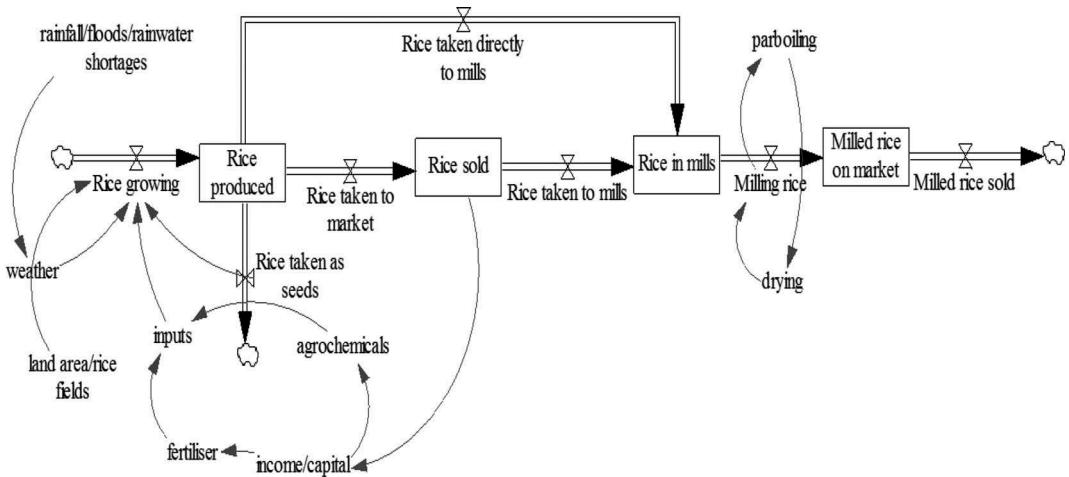 rainfall/floods/rainwater
shortages
Rice taken directly
to mills
parboiling
Rice growing
Rice
produced
Rice taken to
market
Rice sold
Rice taken to mills
Rice in mills
Milling rice
Milled rice
on market
Milled rice sold
weather
Rice taken as
seeds
drying
inputs
agrochemicals
land area/rice
fields
fertiliser
income/capital